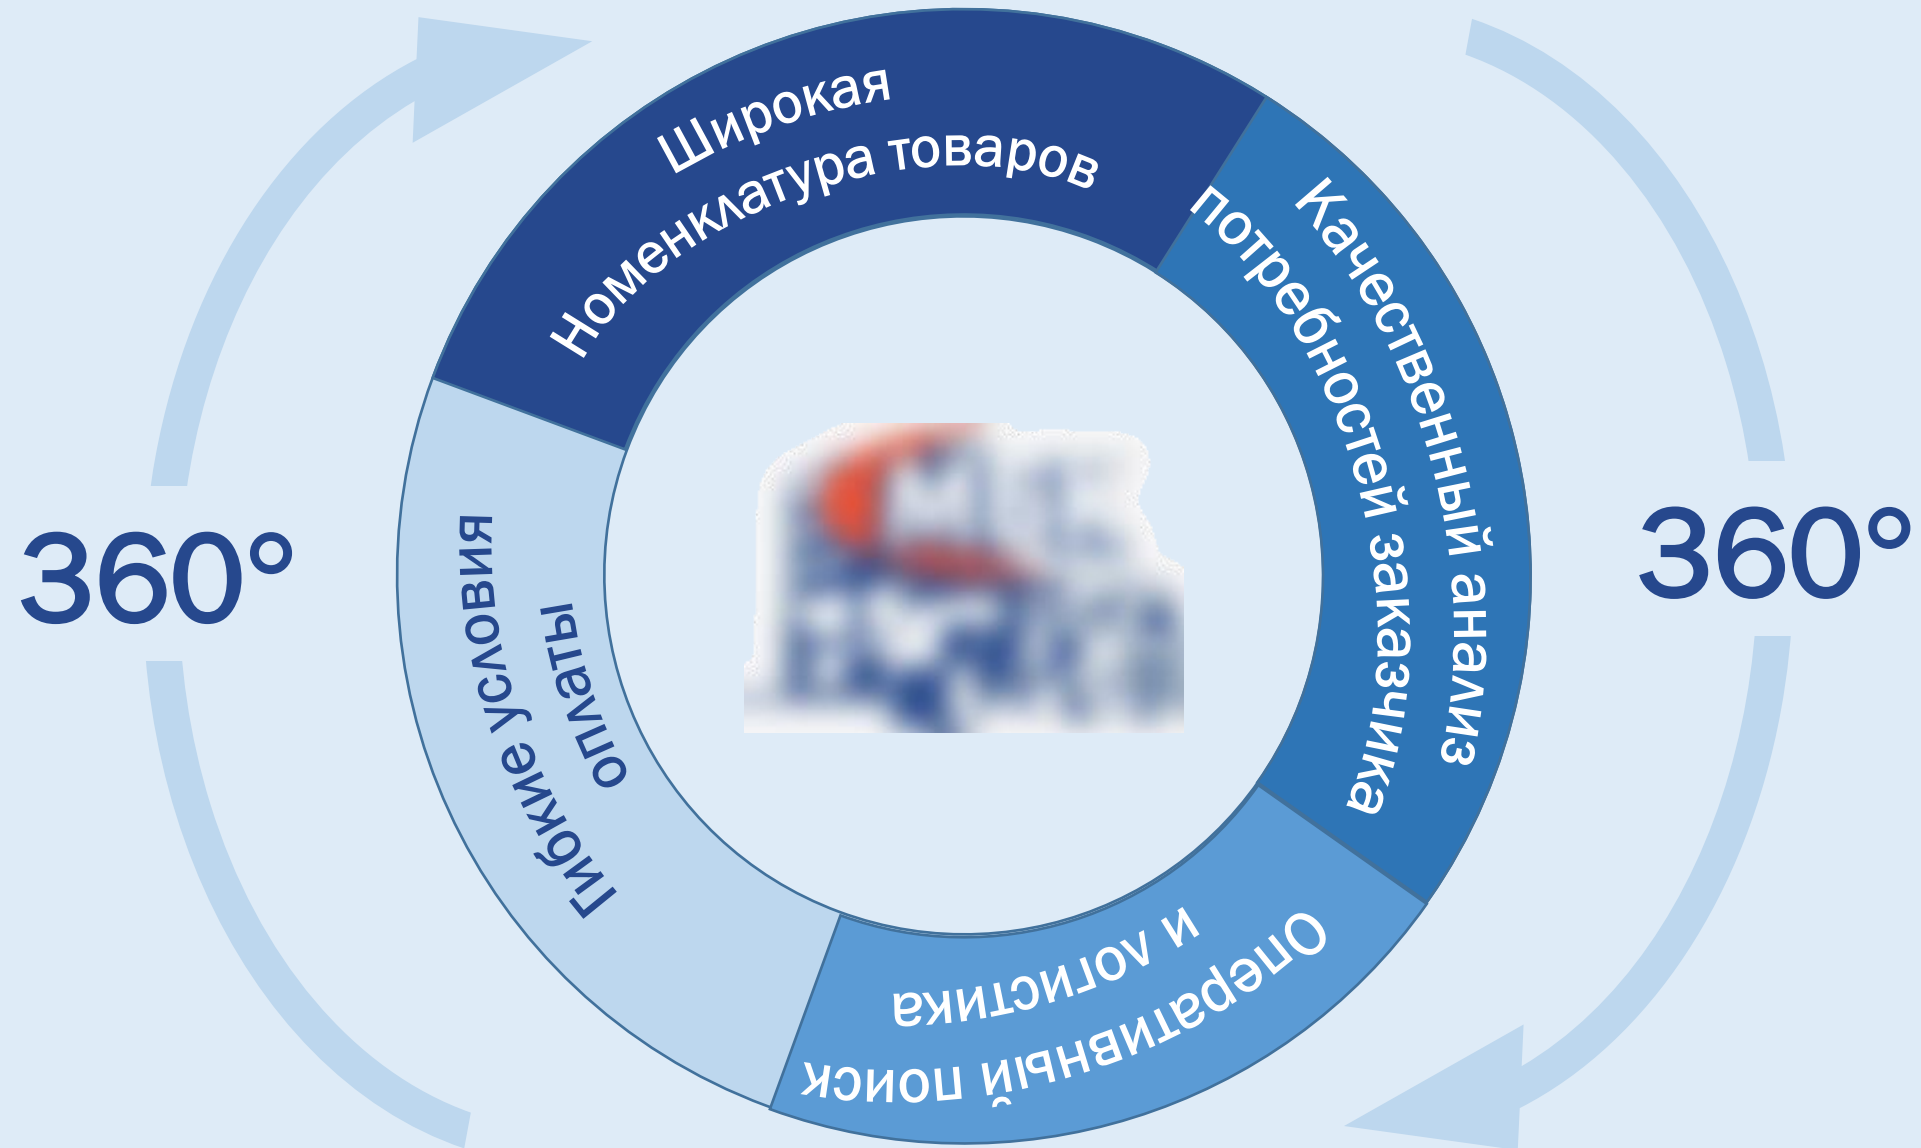 Широкая
Номенклатура товаров
Качественный анализ
потребностей заказчика
Оперативный поиск
и логистика
Гибкие условия
оплаты
360°
360°